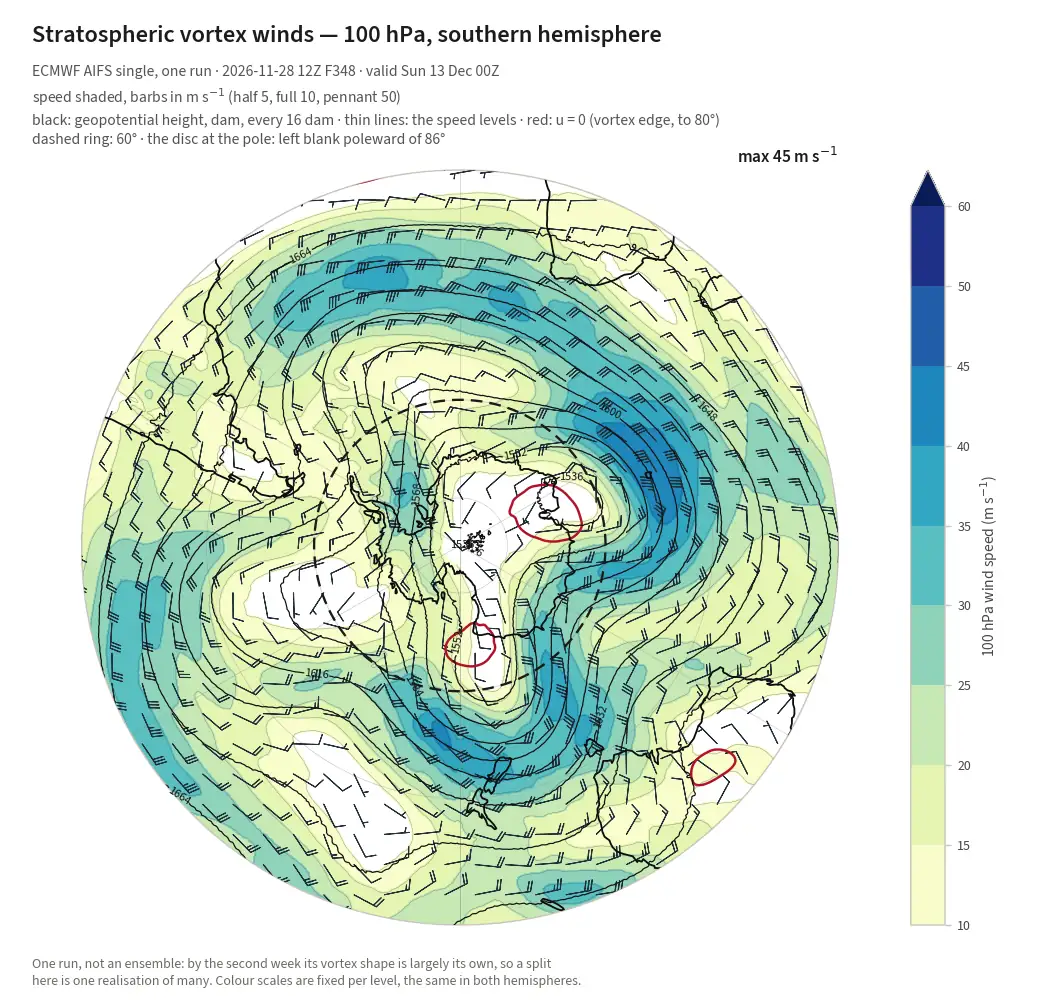 Stratospheric vortex winds — 100 hPa, southern hemisphere
ECMWF AIFS single, one run · 2026-11-28 12Z F348 · valid Sun 13 Dec 00Z
speed shaded, barbs in m s⁻¹ (half 5, full 10, pennant 50)
black: geopotential height, dam, every 16 dam · thin lines: the speed levels · red: u = 0 (vortex edge, to 80°)
dashed ring: 60° · the disc at the pole: left blank poleward of 86°
max 45 m s⁻¹
1664
1600
1648
1552
1536
1568
1616
1664
60
50
45
40
35
30
25
20
15
10
100 hPa wind speed (m s⁻¹)
One run, not an ensemble: by the second week its vortex shape is largely its own, so a split
here is one realisation of many. Colour scales are fixed per level, the same in both hemispheres.